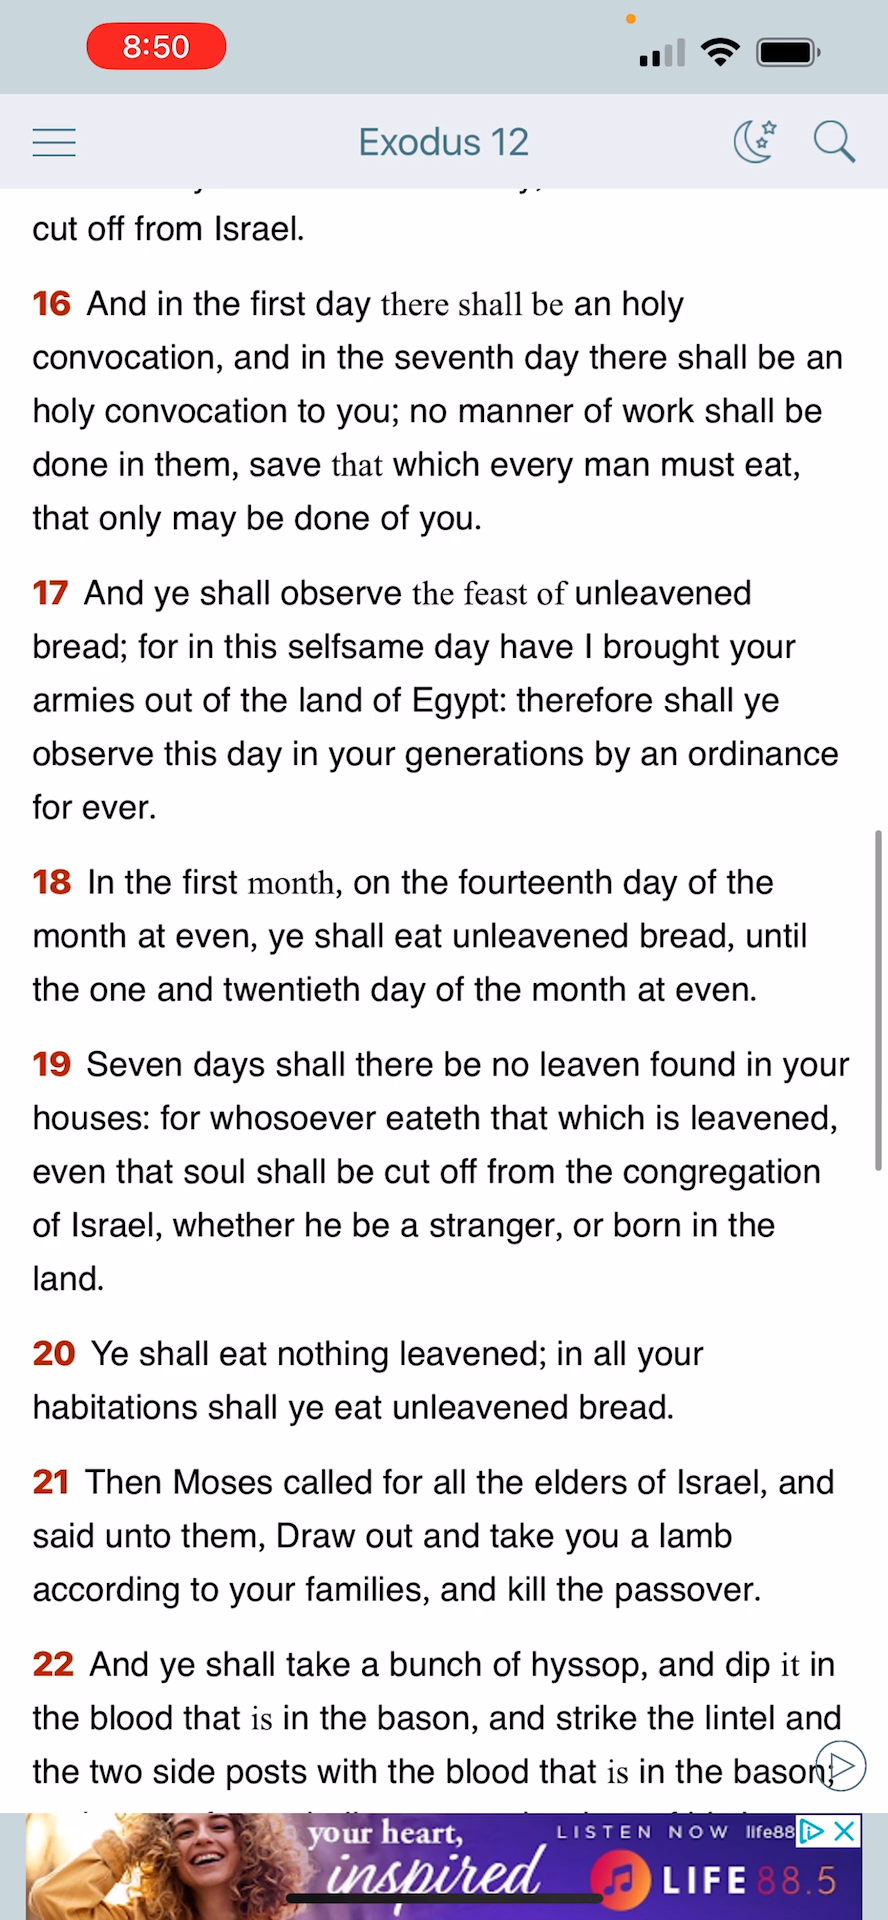 8:50
Exodus 12
cut off from Israel.
16 And in the first day there shall be an holy
convocation, and in the seventh day there shall be an
holy convocation to you; no manner of work shall be
done in them, save that which every man must eat,
that only may be done of you.
17 And ye shall observe the feast of unleavened
bread; for in this selfsame day have I brought your
armies out of the land of Egypt: therefore shall ye
observe this day in your generations by an ordinance
for ever.
18 In the first month, on the fourteenth day of the
month at even, ye shall eat unleavened bread, until
the one and twentieth day of the month at even.
19 Seven days shall there be no leaven found in your
houses: for whosoever eateth that which is leavened,
even that soul shall be cut off from the congregation
of Israel, whether he be a stranger, or born in the
land.
20 Ye shall eat nothing leavened; in all your
habitations shall ye eat unleavened bread.
21 Then Moses called for all the elders of Israel, and
said unto them, Draw out and take you a lamb
according to your families, and kill the passover.
22 And ye shall take a bunch of hyssop, and dip it in
the blood that is in the bason, and strike the lintel and
the two side posts with the blood that is in the bason;
your heart,
inspired
LISTEN NOW life88
LIFE 88.5